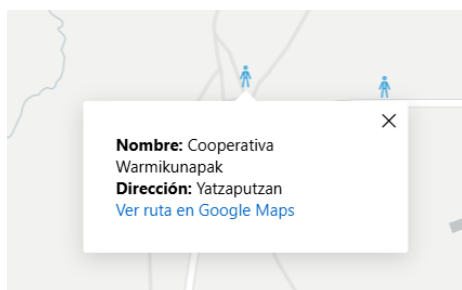 Nombre: Cooperativa
Warmikunapak
Dirección: Yatzaputzan
Ver ruta en Google Maps